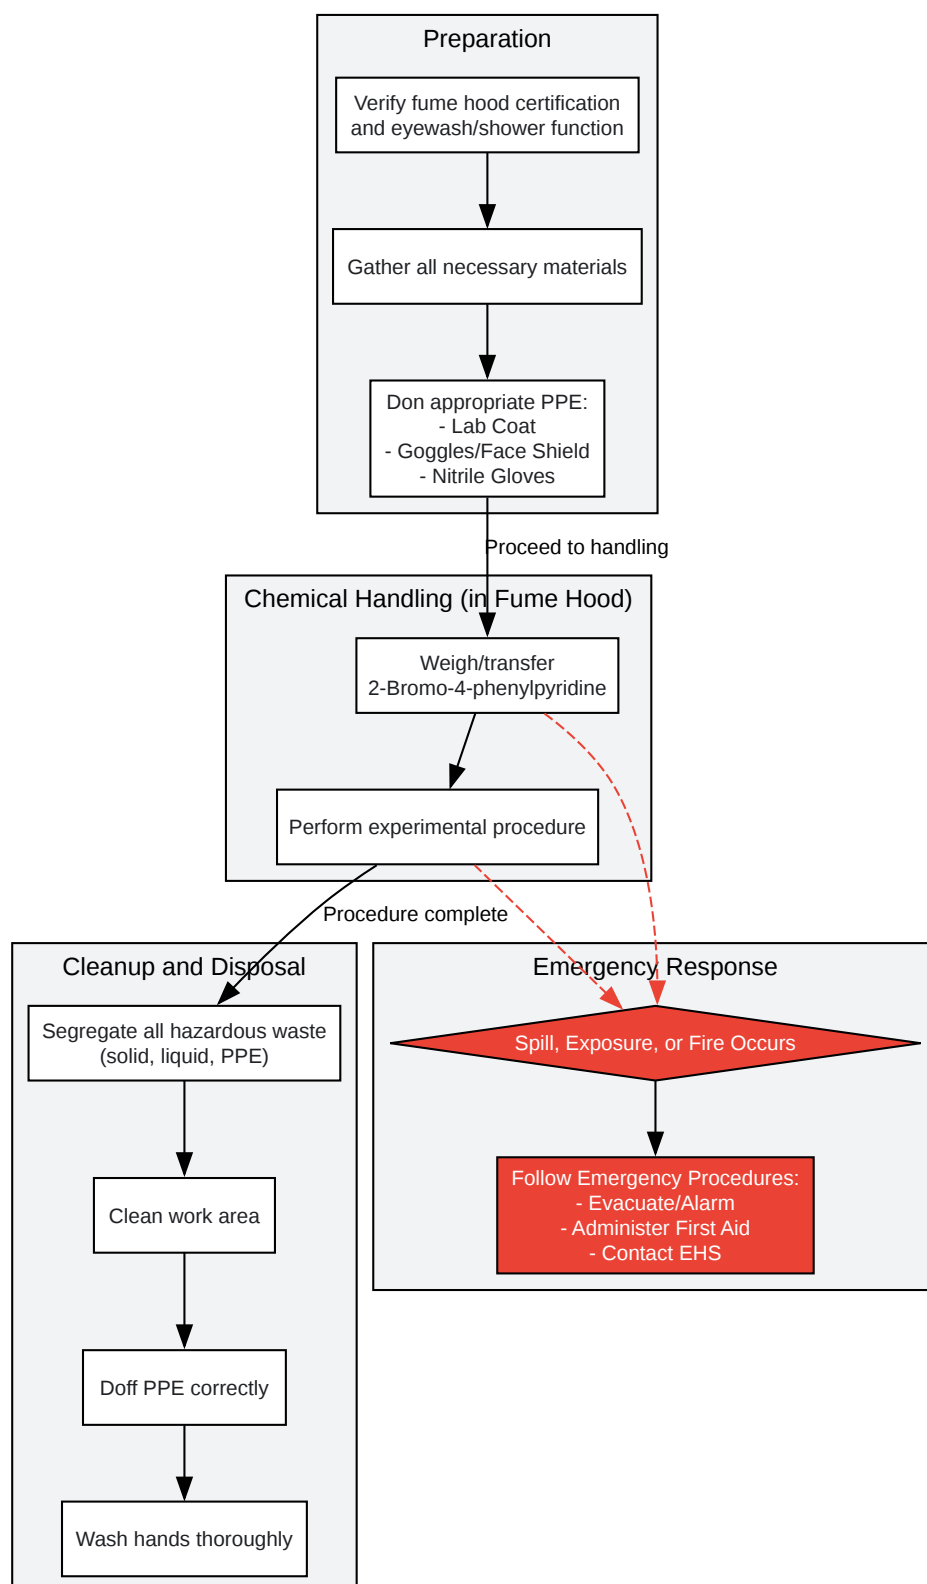 Preparation
Verify fume hood certification
and eyewash/shower function
Gather all necessary materials
Don appropriate PPE:
- Lab Coat
- Goggles/Face Shield
- Nitrile Gloves
Proceed to handling
Chemical Handling (in Fume Hood)
Weigh/transfer
2-Bromo-4-phenylpyridine
Perform experimental procedure
Procedure complete
Cleanup and Disposal
Segregate all hazardous waste
(solid, liquid, PPE)
Clean work area
Doff PPE correctly
Wash hands thoroughly
Emergency Response
Spill, Exposure, or Fire Occurs
Follow Emergency Procedures:
- Evacuate/Alarm
- Administer First Aid
- Contact EHS